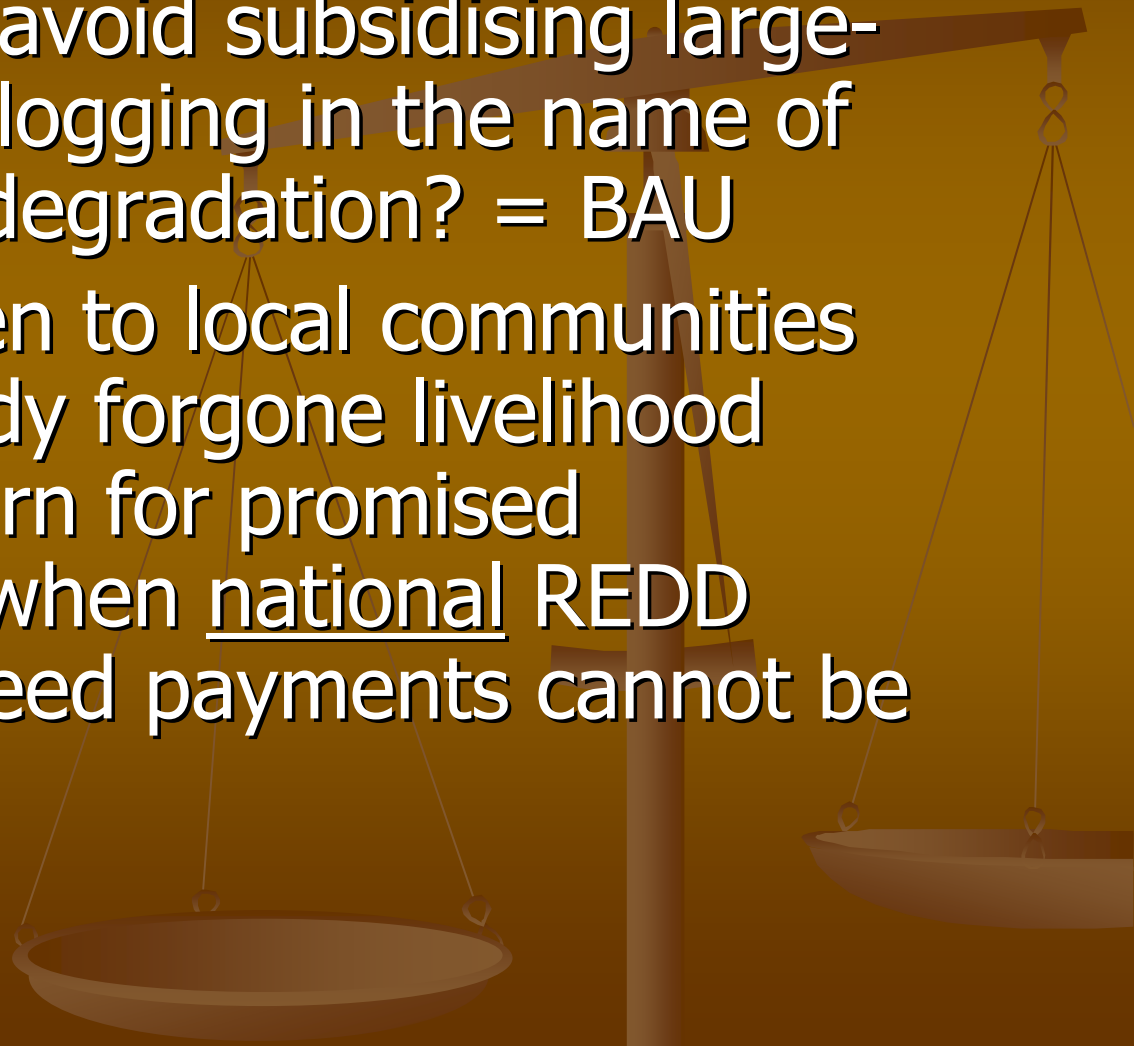 avoid subsidising large-
logging in the name of
degradation? = BAU
en to local communities
dy forgone livelihood
rn for promised
when national REDD
eed payments cannot be